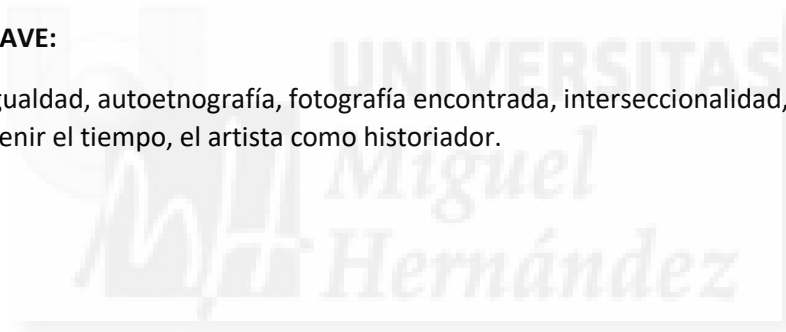 AVE:
gualdad, autoetnografía, fotografía encontrada, interseccionalidad,
enir el tiempo, el artista como historiador.
UNIVERSITAS
Miguel
Hernández